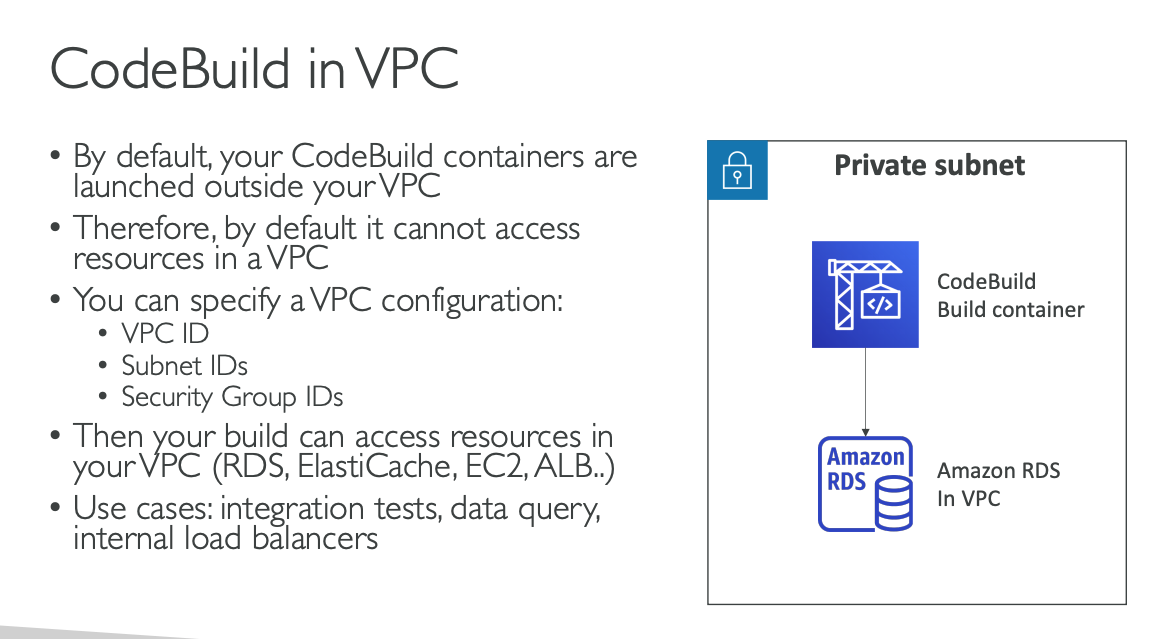 CodeBuild in VPC
• By default, your CodeBuild containers are
launched outside your VPC
• Therefore, by default it cannot access
resources in a VPC
• You can specify a VPC configuration:
• VPC ID
• Subnet IDs
• Security Group IDs
• Then your build can access resources in
your VPC (RDS, ElastiCache, EC2, ALB..)
• Use cases: integration tests, data query,
internal load balancers
Private subnet
</>
CodeBuild
Build container
Amazon
RDS
Amazon RDS
In VPC